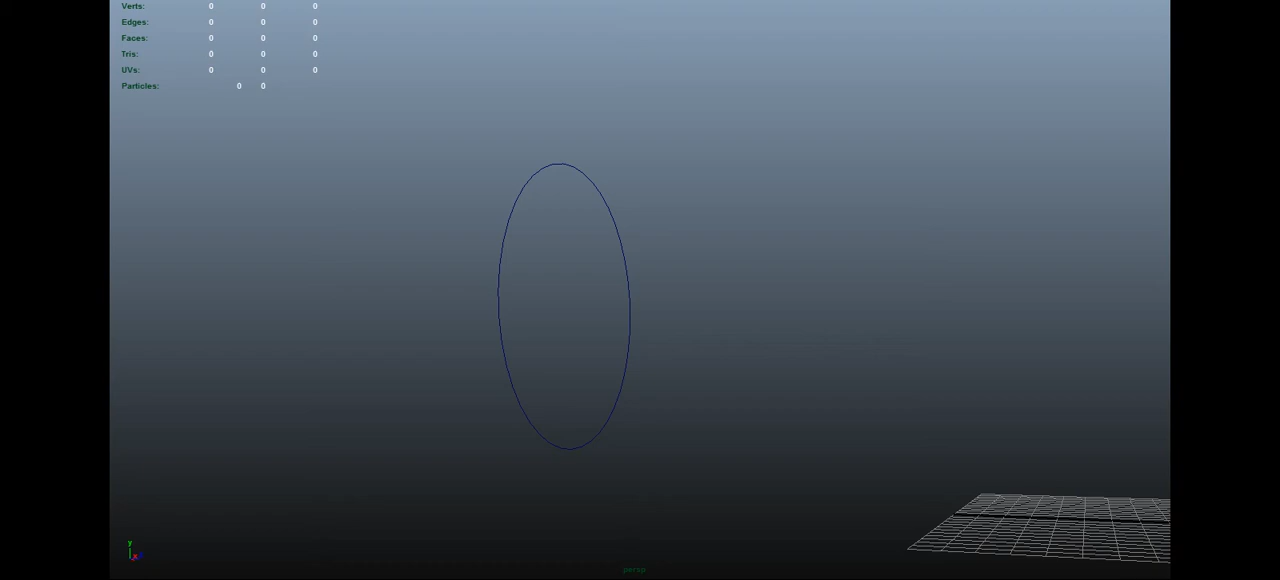 Verts: 0 0 0
Edges: 0 0 0
Faces: 0 0 0
Tris: 0 0 0
UVs: 0 0 0
Particles: 0 0
y
x
persp